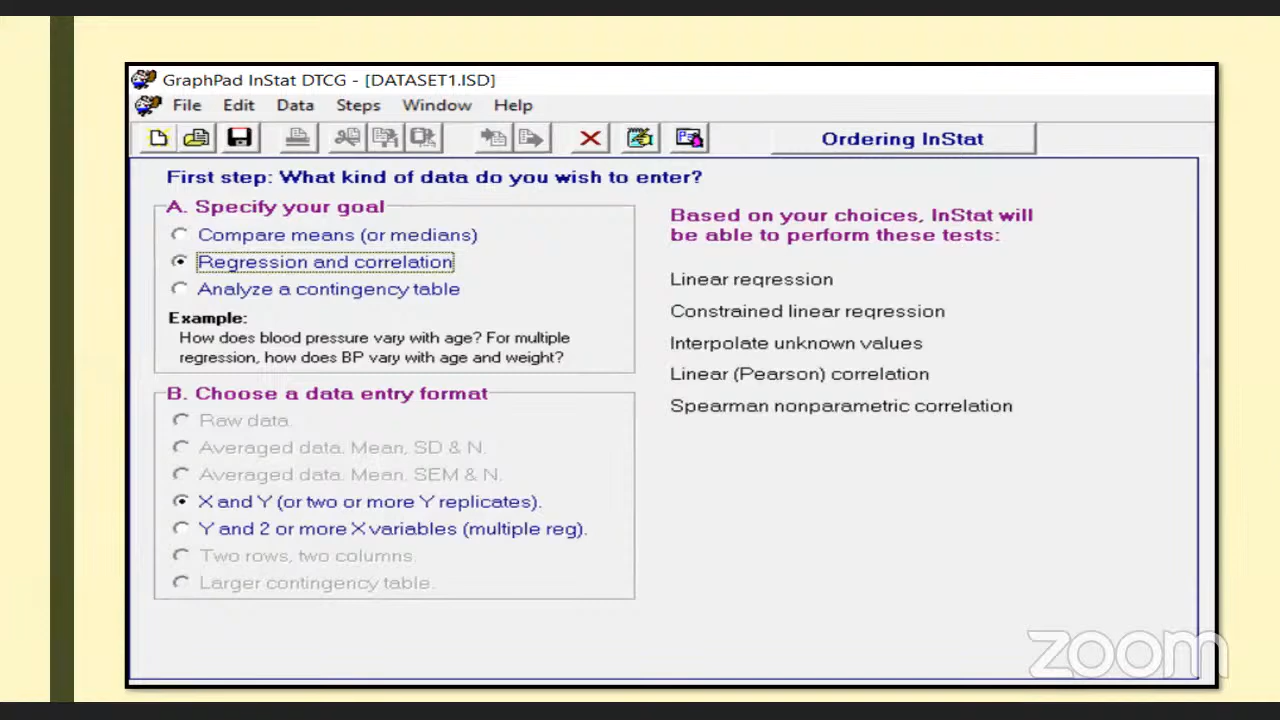 GraphPad InStat DTCG - [DATASET1.ISD]
File Edit Data Steps Window Help
Ordering InStat
First step: What kind of data do you wish to enter?
A. Specify your goal
Compare means (or medians)
Regression and correlation
Analyze a contingency table
Example:
How does blood pressure vary with age? For multiple
regression, how does BP vary with age and weight?
B. Choose a data entry format
Raw data.
Averaged data. Mean, SD & N.
Averaged data. Mean, SEM & N.
X and Y (or two or more Y replicates).
Y and 2 or more X variables (multiple reg).
Two rows, two columns.
Larger contingency table.
Based on your choices, InStat will
be able to perform these tests:
Linear regression
Constrained linear regression
Interpolate unknown values
Linear (Pearson) correlation
Spearman nonparametric correlation
zoom